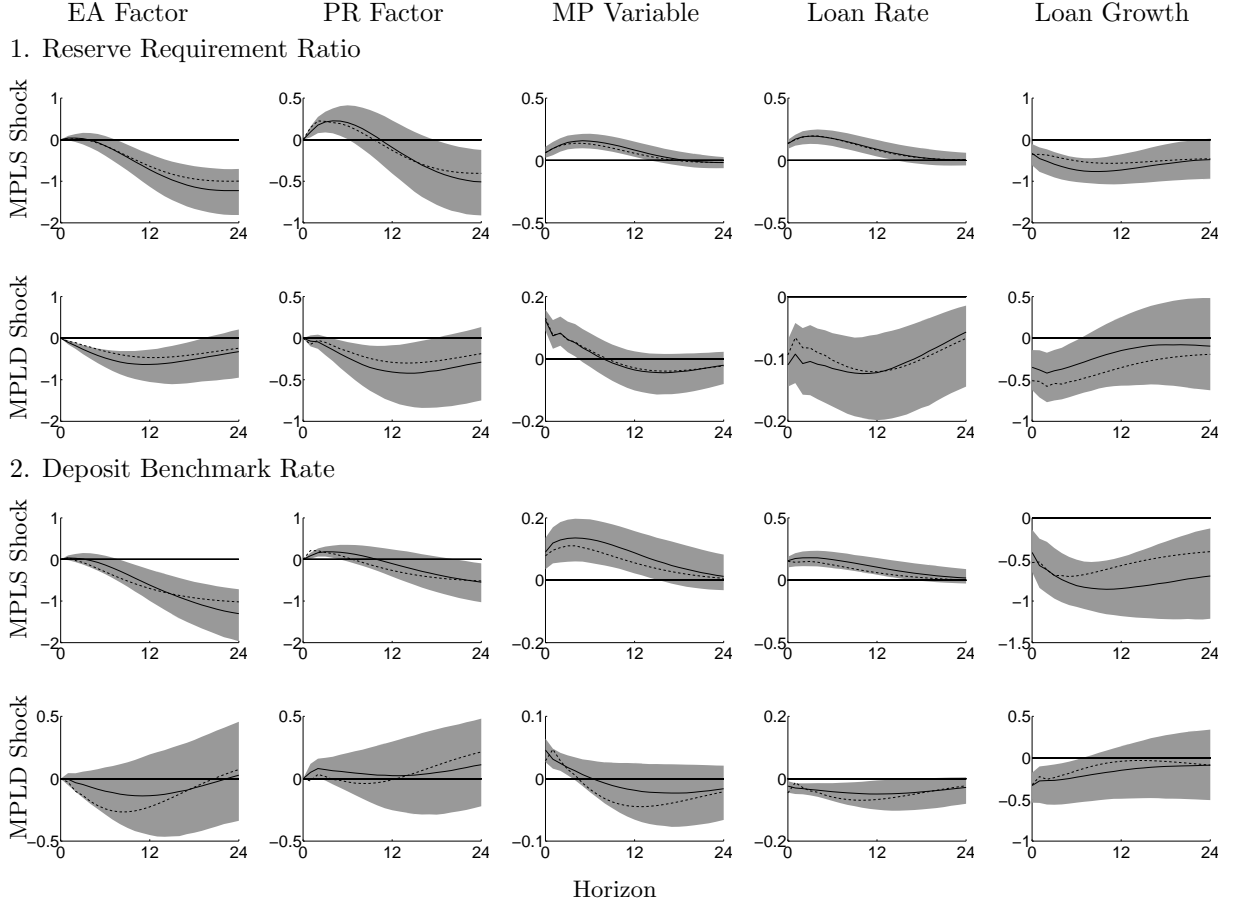 EA Factor PR Factor MP Variable Loan Rate Loan Growth
1. Reserve Requirement Ratio
MPLS Shock
1 0.5 0.5 0.5 1
0 0 0
0 0
−1 −0.5 −1
−2 −1 −0.5 −0.5 −2
0 12 24 0 12 24 0 12 24 0 12 24 0 12 24
MPLD Shock
1 0.5 0.2 0 0.5
0 0 0
0 −0.1
−1 −0.5 −0.5
−2 −1 −0.2 −0.2 −1
0 12 24 0 12 24 0 12 24 0 12 24 0 12 24
2. Deposit Benchmark Rate
MPLS Shock
1 1 0.2 0.5 0
0 0 −0.5
0 0
−1 −1 −1
−2 −2 −0.2 −0.5 −1.5
0 12 24 0 12 24 0 12 24 0 12 24 0 12 24
MPLD Shock
0.5 0.5 0.1 0.2 0.5
0
0 0 0 0
−0.5
−0.5 −0.5 −0.1 −0.2 −1
0 12 24 0 12 24 0 12 24 0 12 24 0 12 24
Horizon